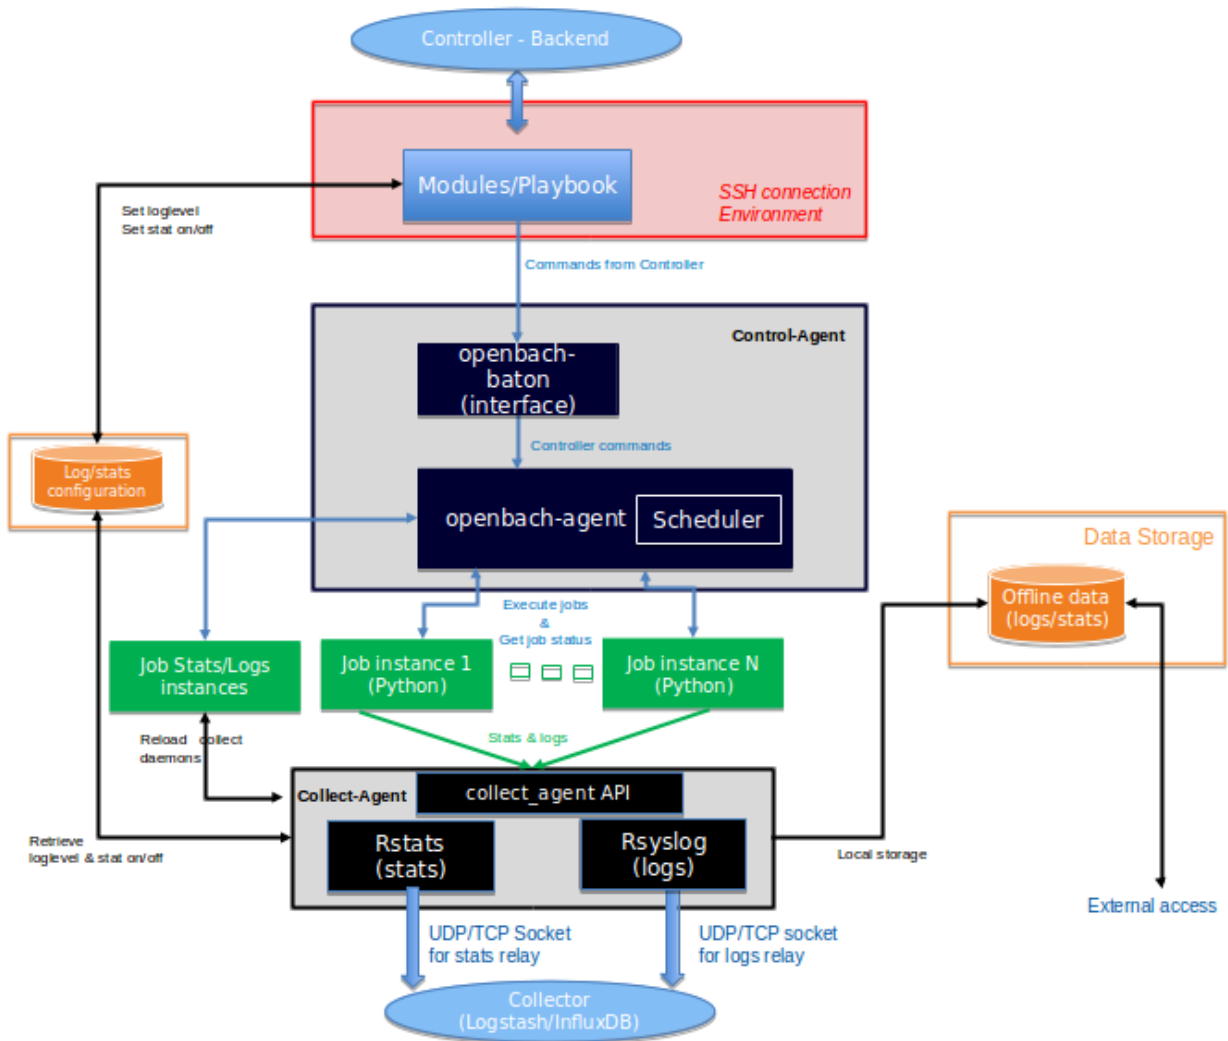 Controller - Backend
Modules/Playbook
SSH connection
Environment
Set loglevel
Set stat on/off
Commands from Controller
Control-Agent
openbach-
baton
(interface)
Controller commands
Log/stats
configuration
openbach-agent
Scheduler
Data Storage
Offline data
(logs/stats)
Execute jobs
&
Get job status
Job Stats/Logs
instances
Job instance 1
(Python)
Job instance N
(Python)
Reload collect
daemons
Stats & logs
Collect-Agent
collect_agent API
Rstats
(stats)
Rsyslog
(logs)
Retrieve
loglevel & stat on/off
Local storage
External access
UDP/TCP Socket
for stats relay
UDP/TCP socket
for logs relay
Collector
(Logstash/InfluxDB)